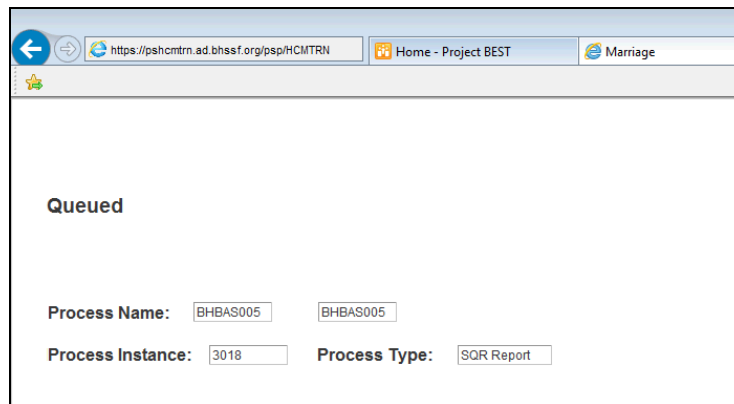 https://pshcmtrn.ad.bhssf.org/psp/HCMTRN Home - Project BEST Marriage
Queued
Process Name: BHBAS005 BHBAS005
Process Instance: 3018 Process Type: SQR Report